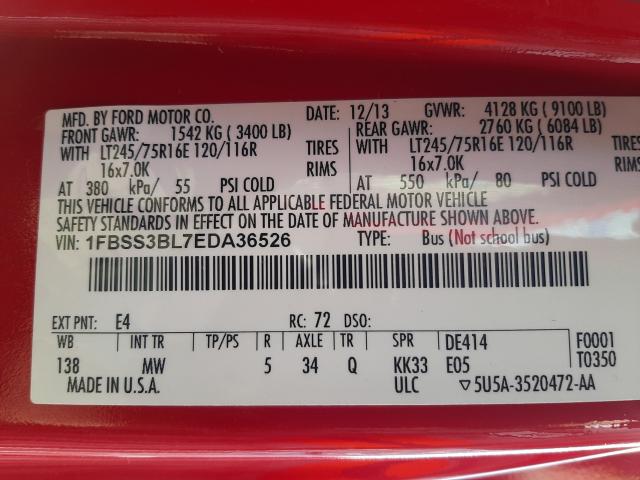 MFD. BY FORD MOTOR CO. DATE: 12/13 GVWR: 4128 KG ( 9100 LB)
FRONT GAWR: 1542 KG ( 3400 LB) REAR GAWR: 2760 KG ( 6084 LB)
WITH LT245/75R16E 120/116R TIRES WITH LT245/75R16E 120/116R TIRES
16x7.0K RIMS 16x7.0K RIMS
AT 380 kPa/ 55 PSI COLD AT 550 kPa/ 80 PSI COLD
THIS VEHICLE CONFORMS TO ALL APPLICABLE FEDERAL MOTOR VEHICLE
SAFETY STANDARDS IN EFFECT ON THE DATE OF MANUFACTURE SHOWN ABOVE.
VIN: 1FBSS3BL7EDA36526 TYPE: Bus (Not school bus)
EXT PNT: E4 RC: 72 DSO:
WB INT TR TP/PS R AXLE TR SPR DE414 F0001
138 MW 5 34 Q KK33 E05 T0350
MADE IN U.S.A. ULC ▽5U5A-3520472-AA